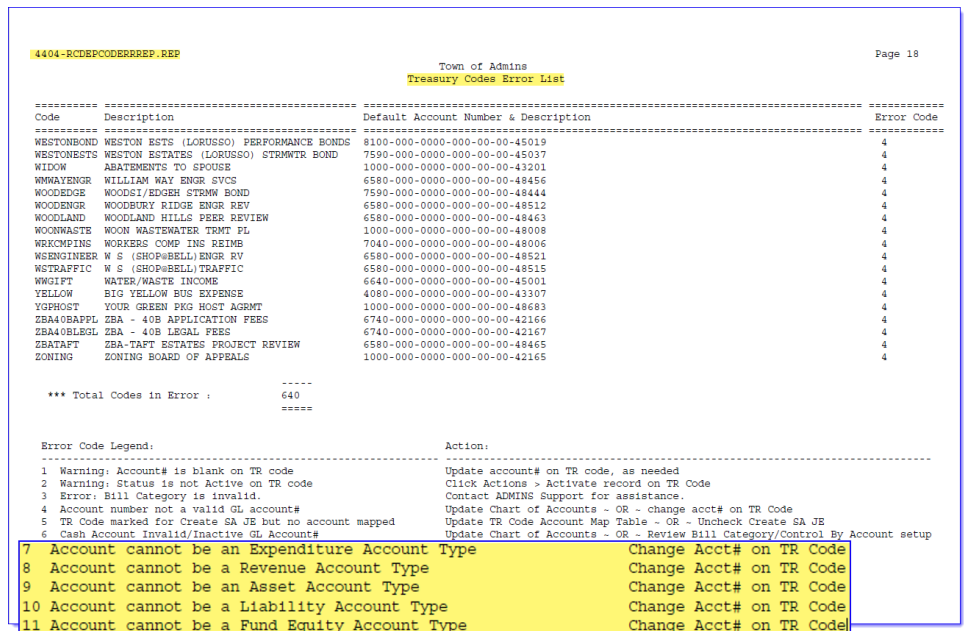 4404-RCDEPCODERRREP.REP Page 18
Town of Admins
Treasury Codes Error List
Code Description Default Account Number & Description Error Code
WESTONBOND WESTON ESTS (LORUSSO) PERFORMANCE BONDS 8100-000-0000-000-00-00-45019 4
WESTONESTS WESTON ESTATES (LORUSSO) STRMWTR BOND 7590-000-0000-000-00-00-45037 4
WIDOW ABATEMENTS TO SPOUSE 1000-000-0000-000-00-00-43201 4
WMWAYENGR WILLIAM WAY ENGR SVCS 6580-000-0000-000-00-00-48456 4
WOODEDGE WOODSI/EDGEH STRMW BOND 7590-000-0000-000-00-00-48444 4
WOODENGR WOODBURY RIDGE ENGR REV 6580-000-0000-000-00-00-48512 4
WOODLAND WOODLAND HILLS PEER REVIEW 6580-000-0000-000-00-00-48463 4
WOONWASTE WOON WASTEWATER TRMT PL 1000-000-0000-000-00-00-48008 4
WRKCMPINS WORKERS COMP INS REIMB 7040-000-0000-000-00-00-48006 4
WSENGINEER W S (SHOP@BELL)ENGR RV 6580-000-0000-000-00-00-48521 4
WSTRAFFIC W S (SHOP@BELL)TRAFFIC 6580-000-0000-000-00-00-48515 4
WWGIFT WATER/WASTE INCOME 6640-000-0000-000-00-00-45001 4
YELLOW BIG YELLOW BUS EXPENSE 4080-000-0000-000-00-00-43307 4
YGPHOST YOUR GREEN PKG HOST AGRMT 1000-000-0000-000-00-00-48683 4
ZBA40BAPPL ZBA - 40B APPLICATION FEES 6740-000-0000-000-00-00-42166 4
ZBA40BLEGL ZBA - 40B LEGAL FEES 6740-000-0000-000-00-00-42167 4
ZBATAFT ZBA-TAFT ESTATES PROJECT REVIEW 6580-000-0000-000-00-00-48465 4
ZONING ZONING BOARD OF APPEALS 1000-000-0000-000-00-00-42165 4
*** Total Codes in Error : 640
Error Code Legend: Action:
1 Warning: Account# is blank on TR code Update account# on TR code, as needed
2 Warning: Status is not Active on TR code Click Actions > Activate record on TR Code
3 Error: Bill Category is invalid. Contact ADMINS Support for assistance.
4 Account number not a valid GL account# Update Chart of Accounts ~ OR ~ change acct# on TR Code
5 TR Code marked for Create SA JE but no account mapped Update TR Code Account Map Table ~ OR ~ Uncheck Create SA JE
6 Cash Account Invalid/Inactive GL Account# Update Chart of Accounts ~ OR ~ Review Bill Category/Control By Account setup
7 Account cannot be an Expenditure Account Type Change Acct# on TR Code
8 Account cannot be a Revenue Account Type Change Acct# on TR Code
9 Account cannot be an Asset Account Type Change Acct# on TR Code
10 Account cannot be a Liability Account Type Change Acct# on TR Code
11 Account cannot be a Fund Equity Account Type Change Acct# on TR Code